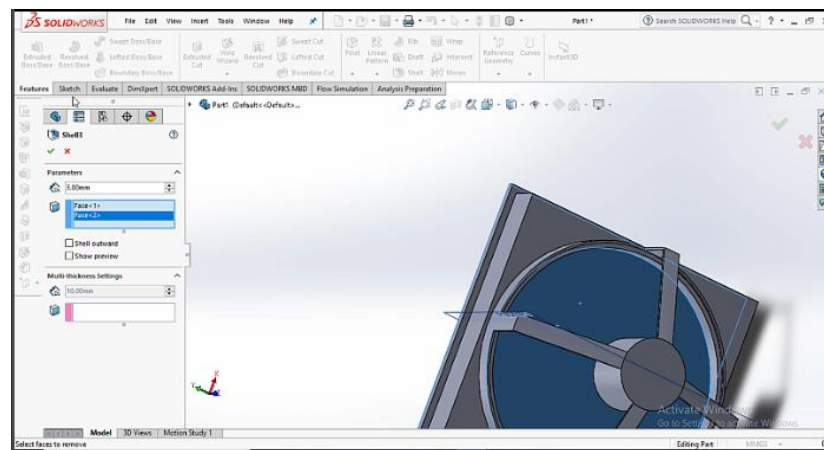 SOLIDWORKS File Edit View Insert Tools Window Help Part1 * Search SOLIDWORKS Help
Extruded Boss/Base Revolved Boss/Base Swept Boss/Base Lofted Boss/Base Boundary Boss/Base Extruded Cut Hole Wizard Revolved Cut Swept Cut Lofted Cut Boundary Cut Fillet Linear Pattern Rib Draft Shell Wrap Intersect Mirror Reference Geometry Curves Instant3D
Features Sketch Evaluate DimXpert SOLIDWORKS Add-Ins SOLIDWORKS MBD Flow Simulation Analysis Preparation
Part1 (Default<<Default>...
Shell3
Parameters
Face<1>
Face<2>
Shell outward
Show preview
Multi-thickness Settings
10.00mm
Activate Windows
Go to Settings to activate Windows.
Model 3D Views Motion Study 1
Select faces to remove Editing Part MMGS